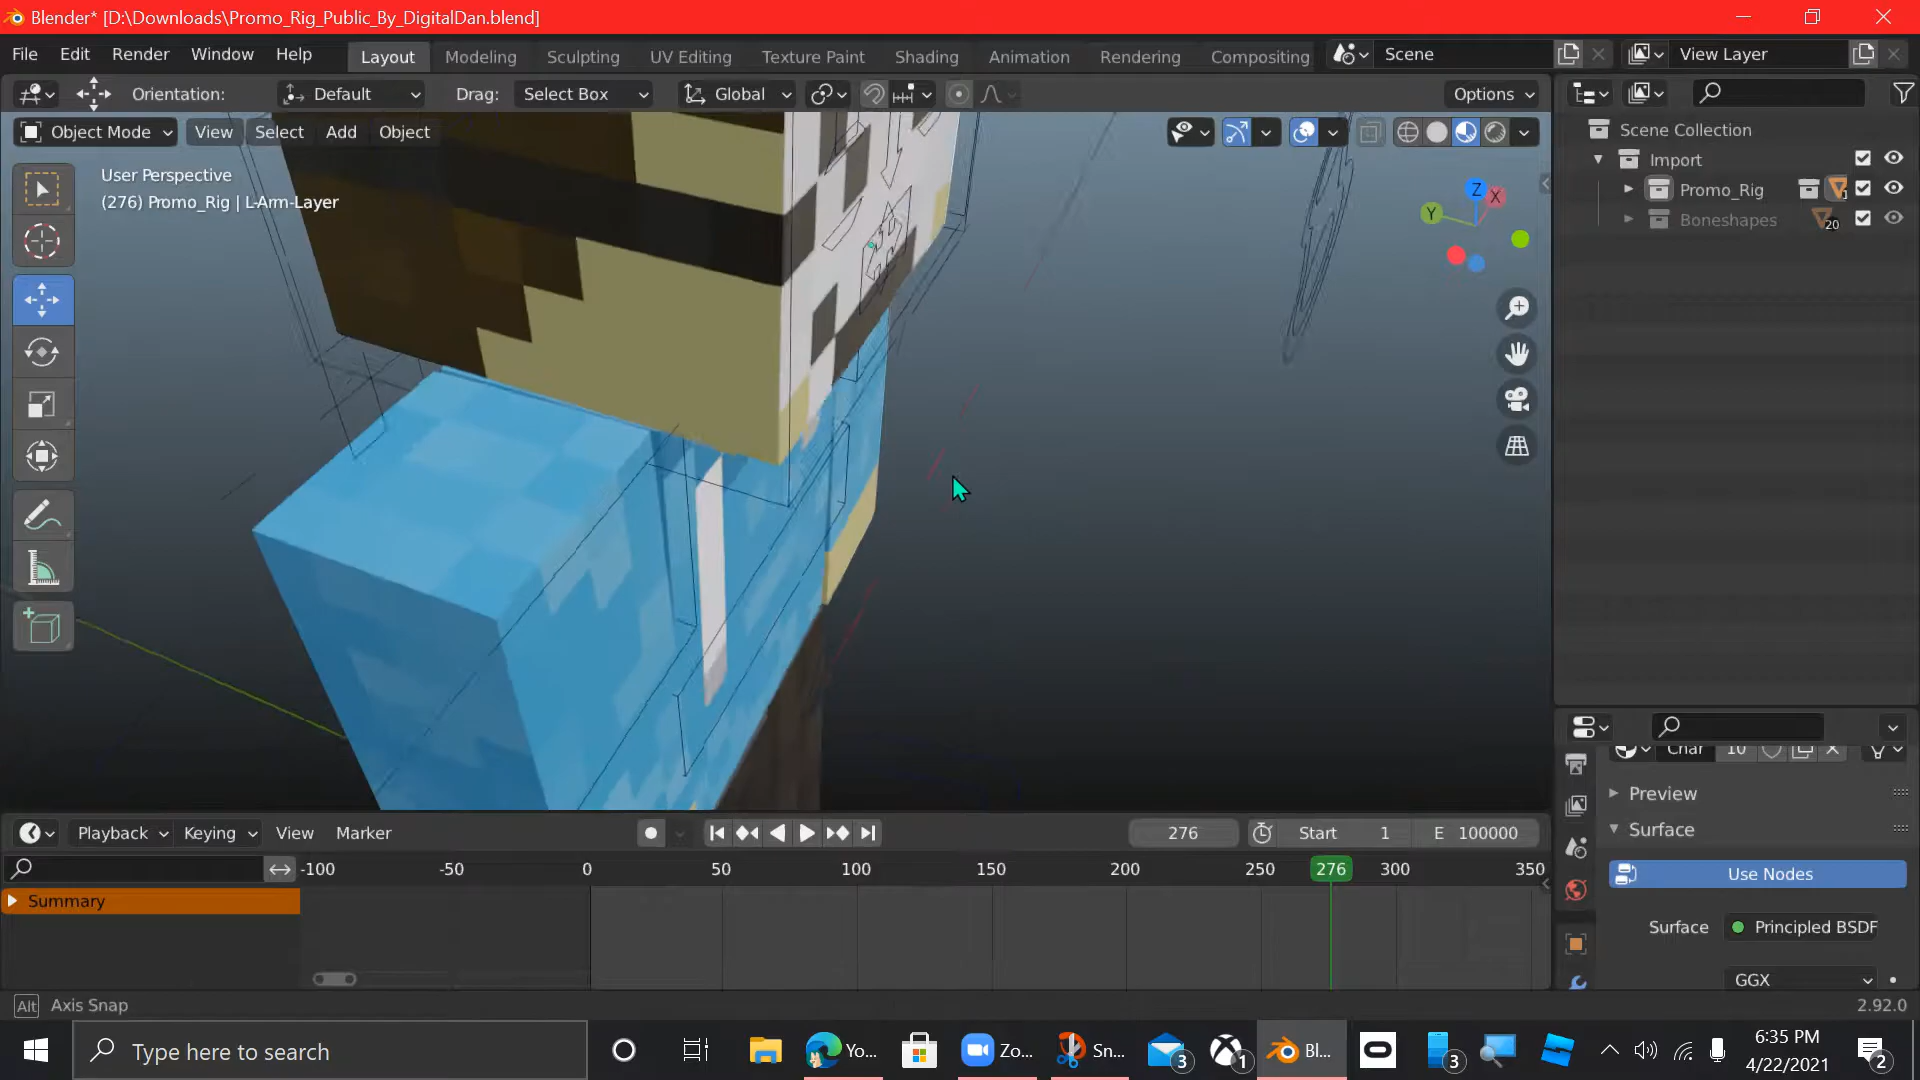 Blender* [D:\Downloads\Promo_Rig_Public_By_DigitalDan.blend]
File Edit Render Window Help Layout Modeling Sculpting UV Editing Texture Paint Shading Animation Rendering Compositing Scene View Layer
Orientation: Default Drag: Select Box Global Options
Object Mode View Select Add Object
User Perspective
(276) Promo_Rig | L-Arm-Layer
Z X Y
Scene Collection
Import
Promo_Rig
Boneshapes 20
Char 10
Preview
Surface
Use Nodes
Surface Principled BSDF
GGX
Playback Keying View Marker 276 Start 1 E 100000
-100 -50 0 50 100 150 200 250 276 300 350
Summary
Alt Axis Snap 2.92.0
Type here to search Yo... Zo... Sn... 3 1 Bl... 3 6:35 PM
4/22/2021 2